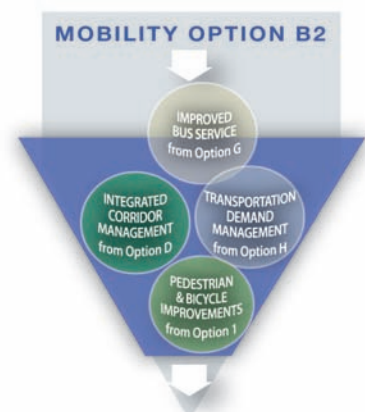 MOBILITY OPTION B2
IMPROVED
BUS SERVICE
from Option G
INTEGRATED
CORRIDOR
MANAGEMENT
from Option D
TRANSPORTATION
DEMAND
MANAGEMENT
from Option H
PEDESTRIAN
& BICYCLE
IMPROVEMENTS
from Option 1